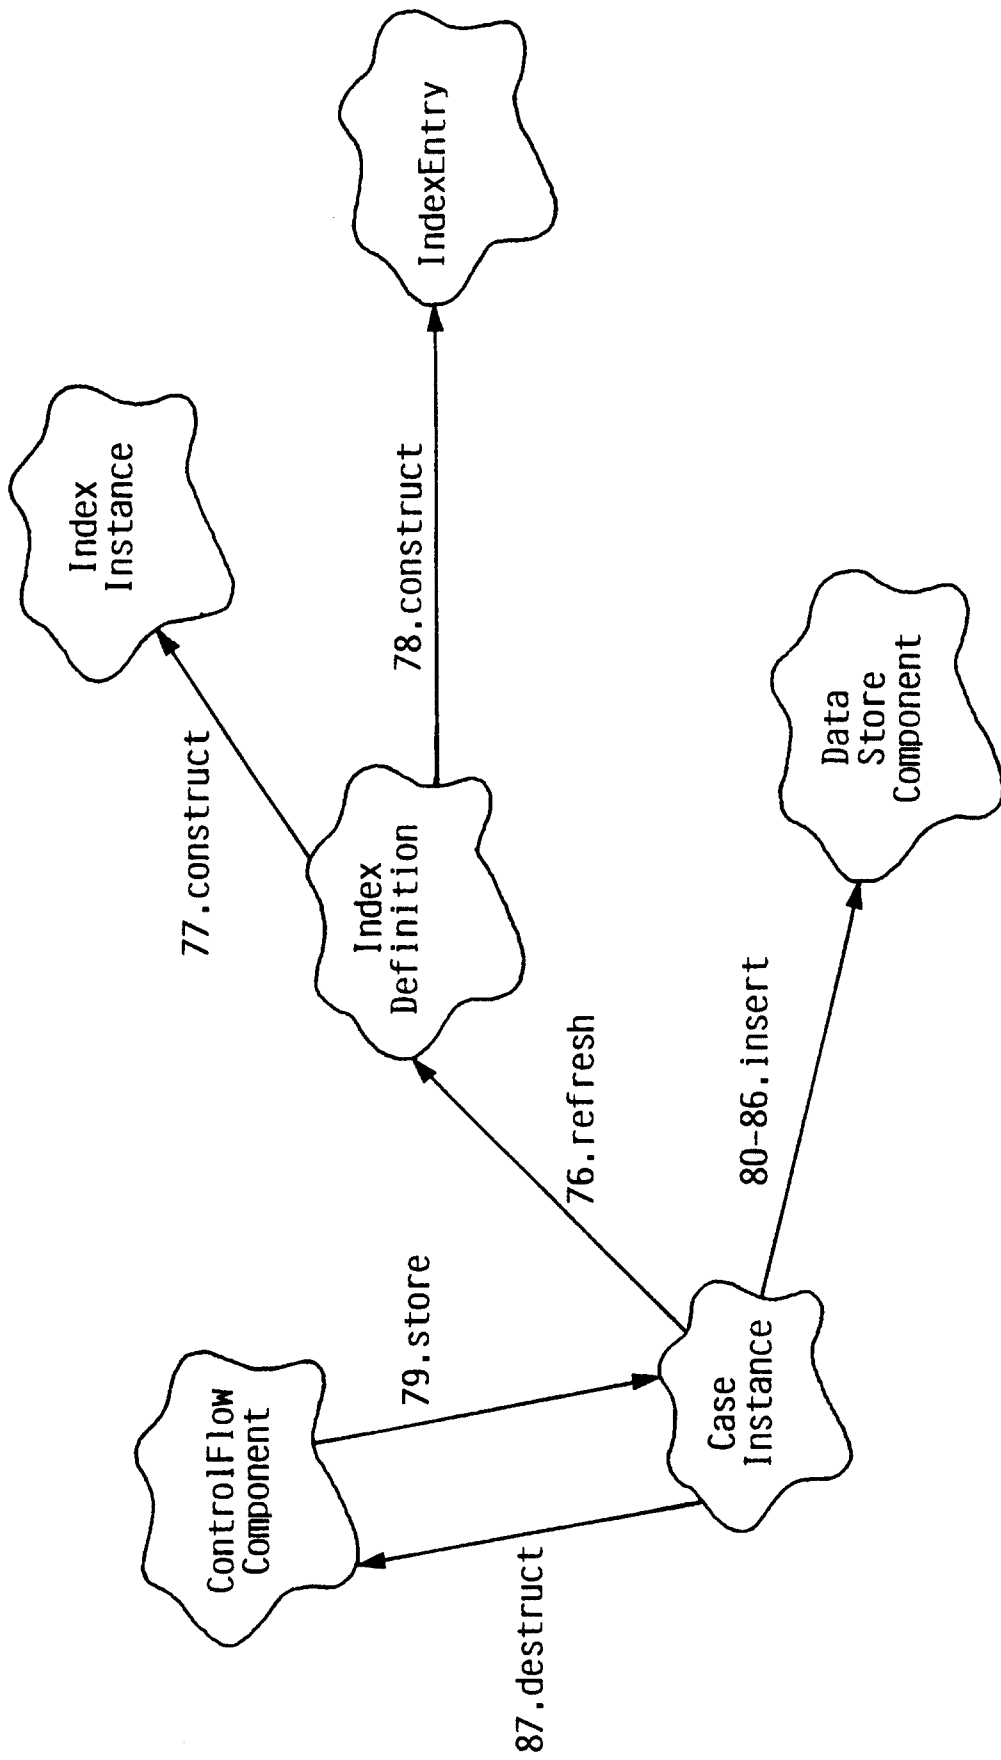 Index
Instance
77.construct
IndexEntry
Index
Definition
78.construct
ControlFlow
Component
79.store
76.refresh
87.destruct
Case
Instance
80-86.insert
Data
Store
Component